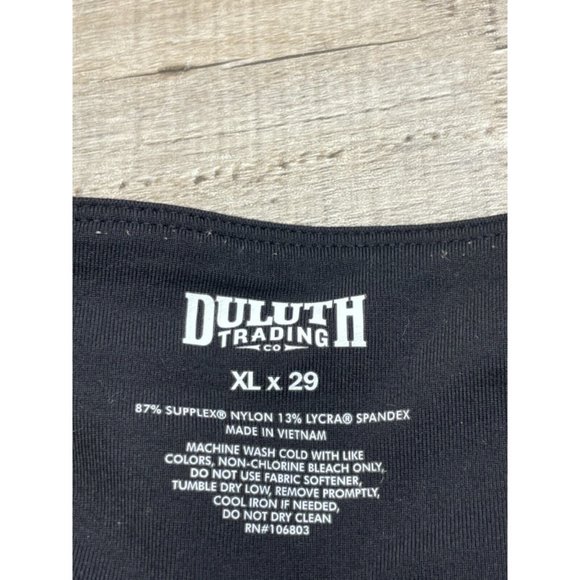 DULUTH
TRADING
CO
XL x 29
87% SUPPLEX® NYLON 13% LYCRA® SPANDEX
MADE IN VIETNAM
MACHINE WASH COLD WITH LIKE
COLORS, NON-CHLORINE BLEACH ONLY,
DO NOT USE FABRIC SOFTENER,
TUMBLE DRY LOW, REMOVE PROMPTLY,
COOL IRON IF NEEDED,
DO NOT DRY CLEAN
RN#106803